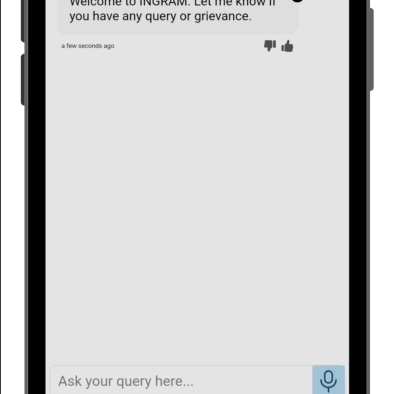 Welcome to INGRAM. Let me know if
you have any query or grievance.
a few seconds ago
Ask your query here...